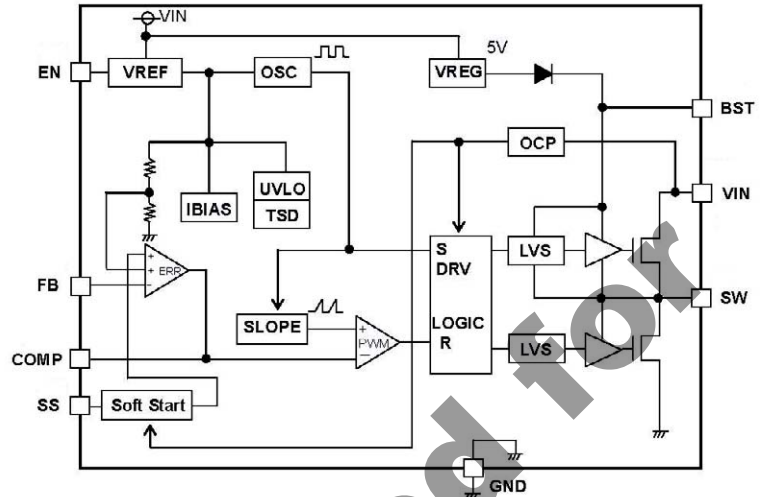 VIN
5V
EN
VREF
OSC
VREG
BST
OCP
VIN
UVLO
IBIAS
TSD
S
LVS
DRV
+
+
ERR
−
FB
SW
SLOPE
+
LOGIC
PWM
R
LVS
−
COMP
SS
Soft Start
GND
d for